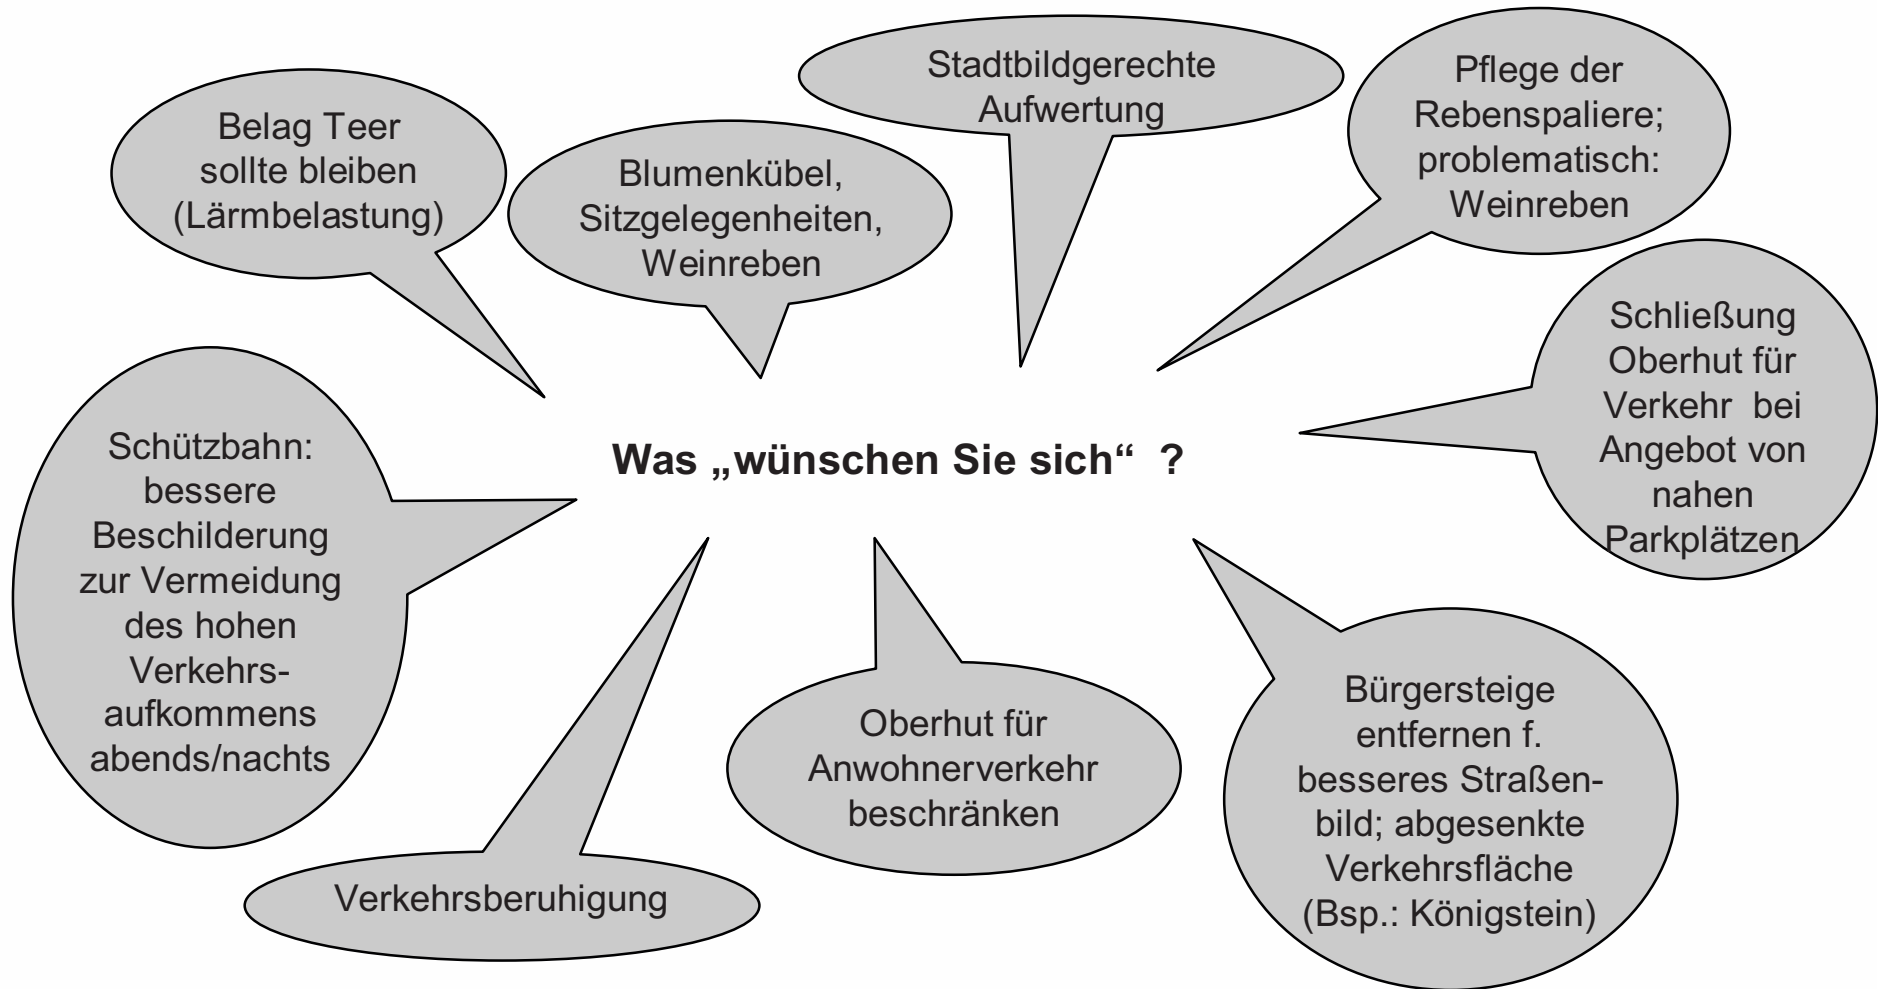 Belag Teer
sollte bleiben
(Lärmbelastung)
Blumenkübel,
Sitzgelegenheiten,
Weinreben
Stadtbildgerechte
Aufwertung
Pflege der
Rebenspaliere;
problematisch:
Weinreben
Schließung
Oberhut für
Verkehr bei
Angebot von
nahen
Parkplätzen
Was „wünschen Sie sich“ ?
Schützbahn:
bessere
Beschilderung
zur Vermeidung
des hohen
Verkehrs-
aufkommens
abends/nachts
Verkehrsberuhigung
Oberhut für
Anwohnerverkehr
beschränken
Bürgersteige
entfernen f.
besseres Straßen-
bild; abgesenkte
Verkehrsfläche
(Bsp.: Königstein)